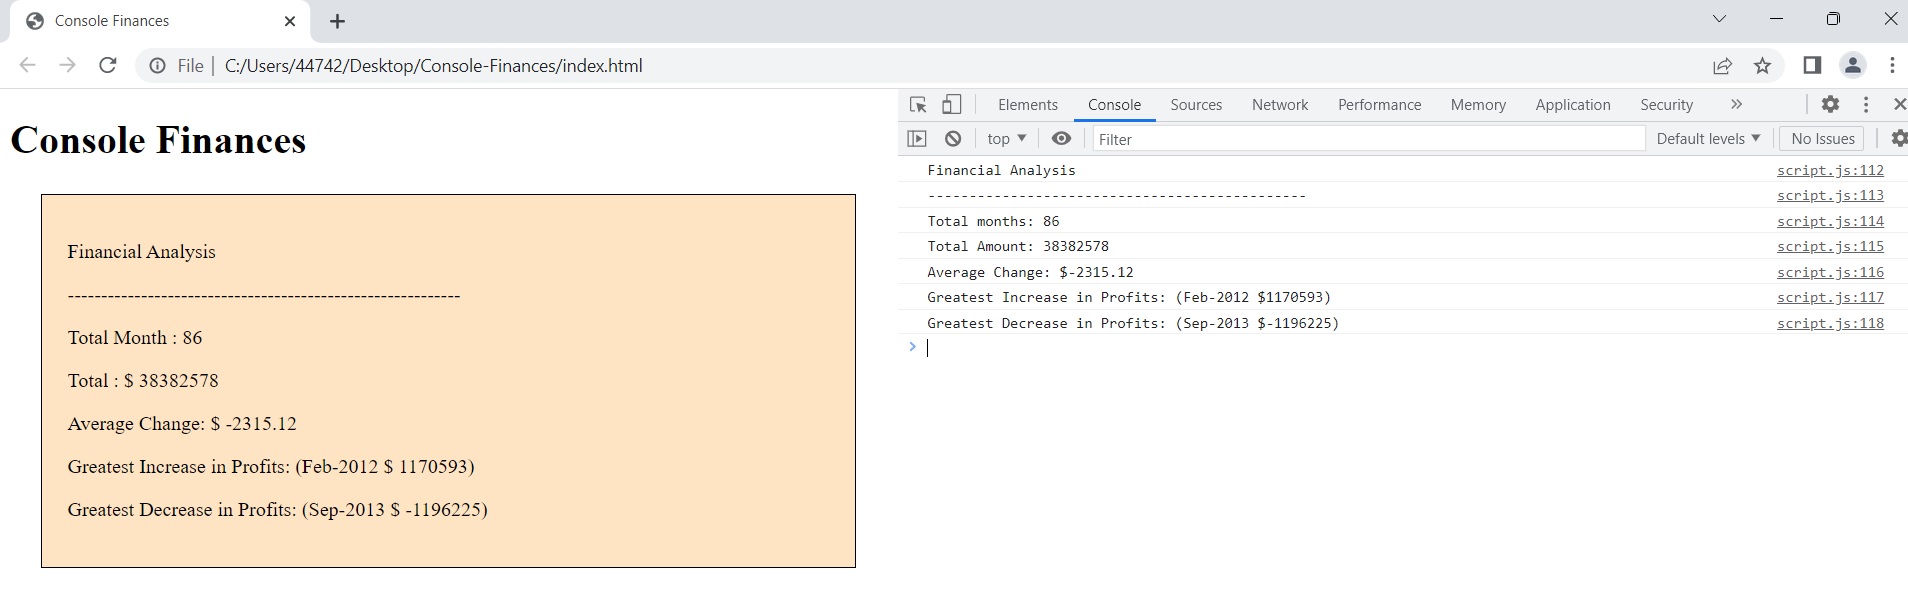 Console Finances
File | C:/Users/44742/Desktop/Console-Finances/index.html
Console Finances
Financial Analysis
-----------------------------------------------------------
Total Month : 86
Total : $ 38382578
Average Change: $ -2315.12
Greatest Increase in Profits: (Feb-2012 $ 1170593)
Greatest Decrease in Profits: (Sep-2013 $ -1196225)
Elements Console Sources Network Performance Memory Application Security »
top ▼ Filter Default levels ▼ No Issues
Financial Analysis script.js:112
---------------------------------------------- script.js:113
Total months: 86 script.js:114
Total Amount: 38382578 script.js:115
Average Change: $-2315.12 script.js:116
Greatest Increase in Profits: (Feb-2012 $1170593) script.js:117
Greatest Decrease in Profits: (Sep-2013 $-1196225) script.js:118
>